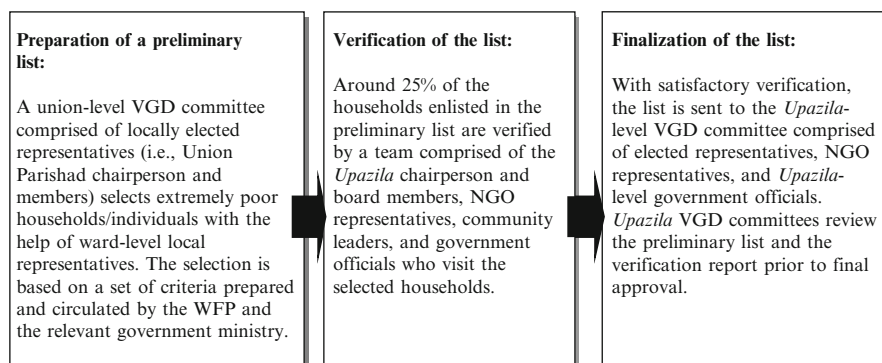 Preparation of a preliminary
list:
A union-level VGD committee
comprised of locally elected
representatives (i.e., Union
Parishad chairperson and
members) selects extremely poor
households/individuals with the
help of ward-level local
representatives. The selection is
based on a set of criteria prepared
and circulated by the WFP and
the relevant government ministry.
Verification of the list:
Around 25% of the
households enlisted in the
preliminary list are verified
by a team comprised of the
Upazila chairperson and
board members, NGO
representatives, community
leaders, and government
officials who visit the
selected households.
Finalization of the list:
With satisfactory verification,
the list is sent to the Upazila-
level VGD committee comprised
of elected representatives, NGO
representatives, and Upazila-
level government officials.
Upazila VGD committees review
the preliminary list and the
verification report prior to final
approval.